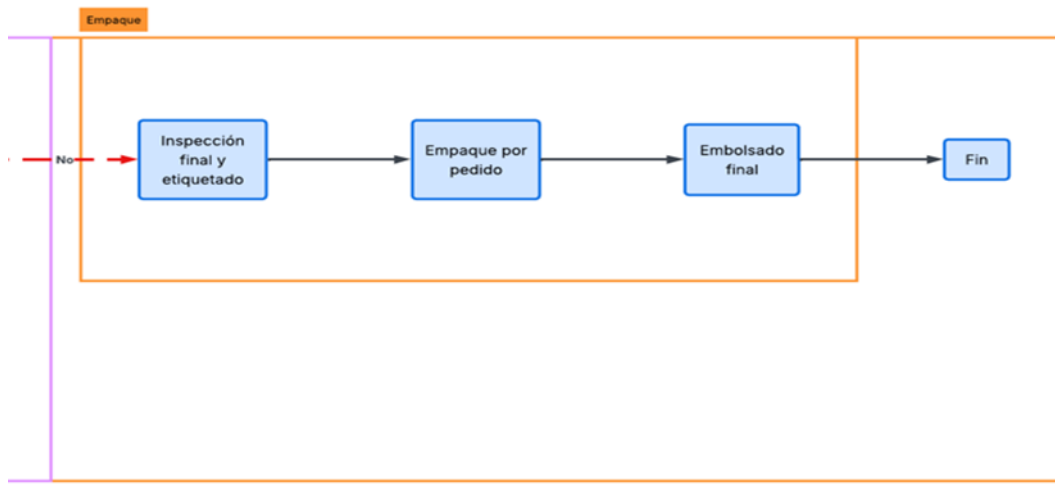 Empaque
No
Inspección
final y
etiquetado
Empaque por
pedido
Embolsado
final
Fin